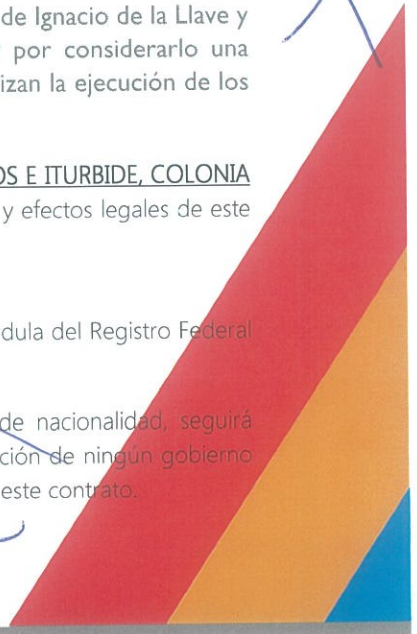 de Ignacio de la Llave y
por considerarlo una
izan la ejecución de los
OS E ITURBIDE, COLONIA
y efectos legales de este
dula del Registro Federal
de nacionalidad, seguirá
ción de ningún gobierno
este contrato.